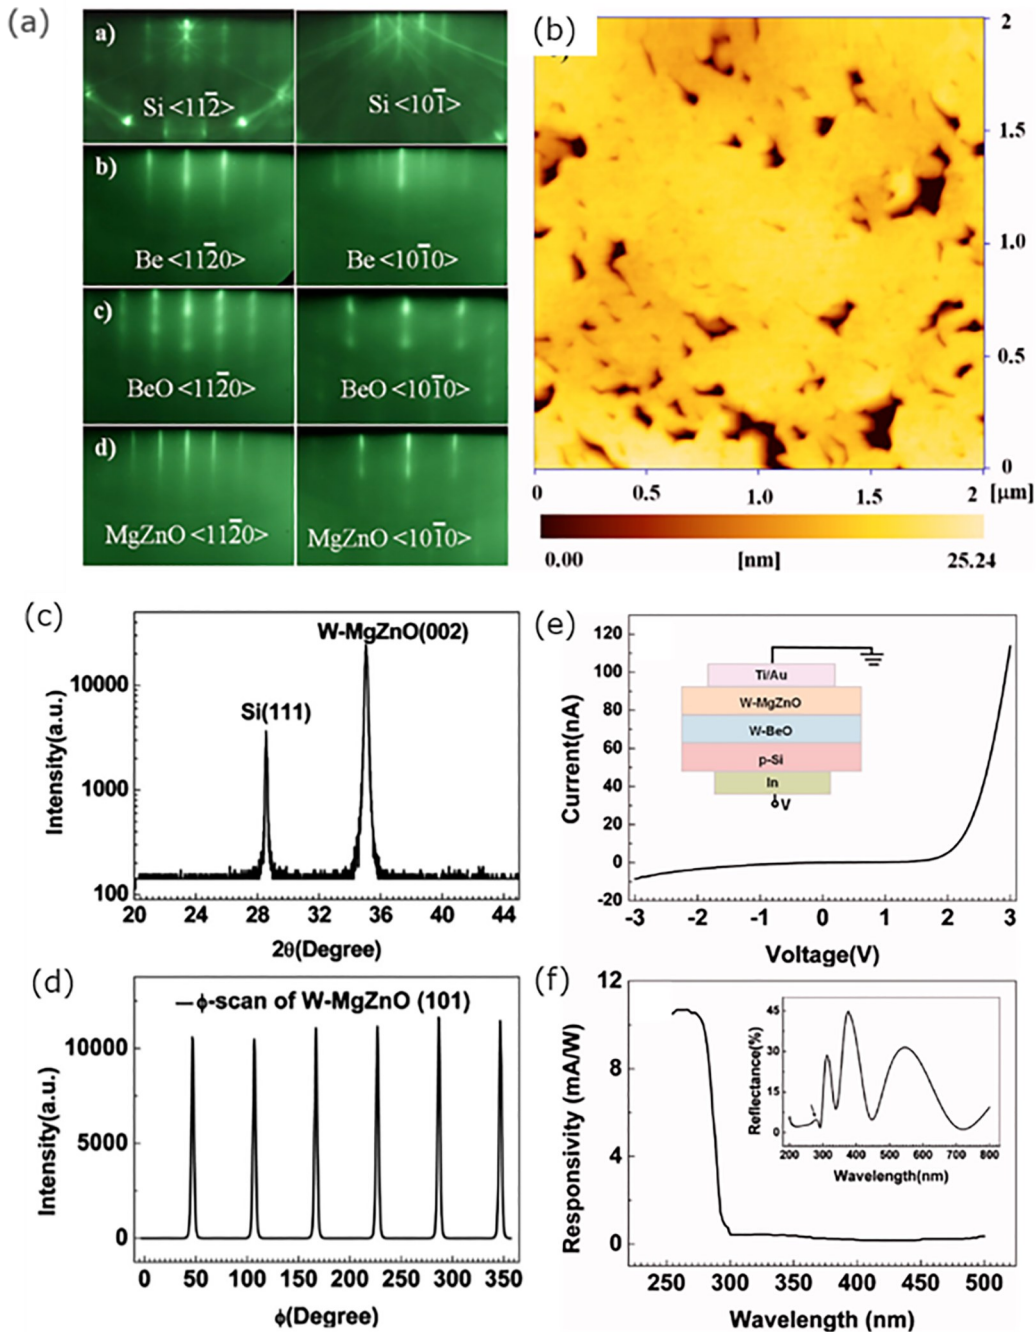 (a)
a)
Si <112̅>
Si <101̅>
b)
Be <112̅0>
Be <101̅0>
c)
BeO <112̅0>
BeO <101̅0>
d)
MgZnO <112̅0>
MgZnO <101̅0>
(b)
2
1.5
1.0
0.5
0
0 0.5 1.0 1.5 2 [μm]
0.00 [nm] 25.24
(c)
W-MgZnO(002)
Si(111)
10000
1000
100
Intensity(a.u.)
20 24 28 32 36 40 44
2θ(Degree)
(d)
ϕ-scan of W-MgZnO (101)
10000
5000
0
Intensity(a.u.)
0 50 100 150 200 250 300 350
ϕ(Degree)
(e)
120
100
80
60
40
20
0
-20
Current(nA)
Ti/Au
W-MgZnO
W-BeO
p-Si
In
V
-3 -2 -1 0 1 2 3
Voltage(V)
(f)
12
8
4
0
Responsivity (mA/W)
45
30
15
0
Reflectance(%)
200 300 400 500 600 700 800
Wavelength(nm)
250 300 350 400 450 500
Wavelength (nm)